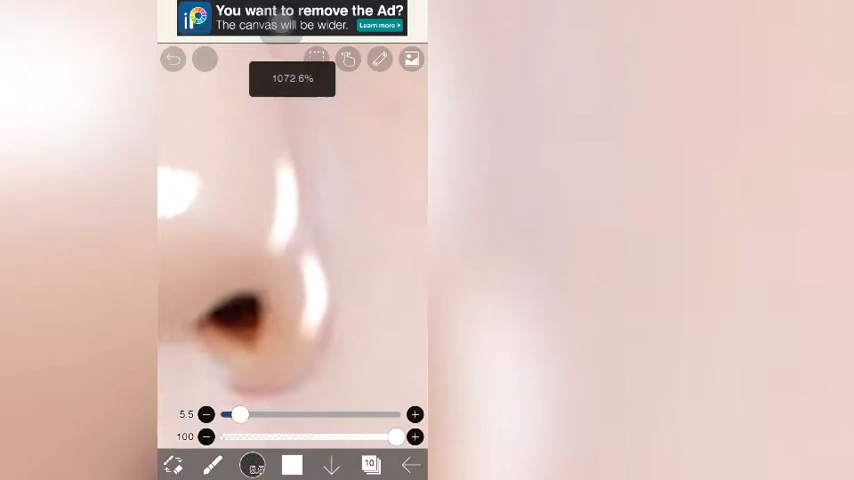 You want to remove the Ad?
The canvas will be wider.
Learn more
1072.6%
5.5
100
10